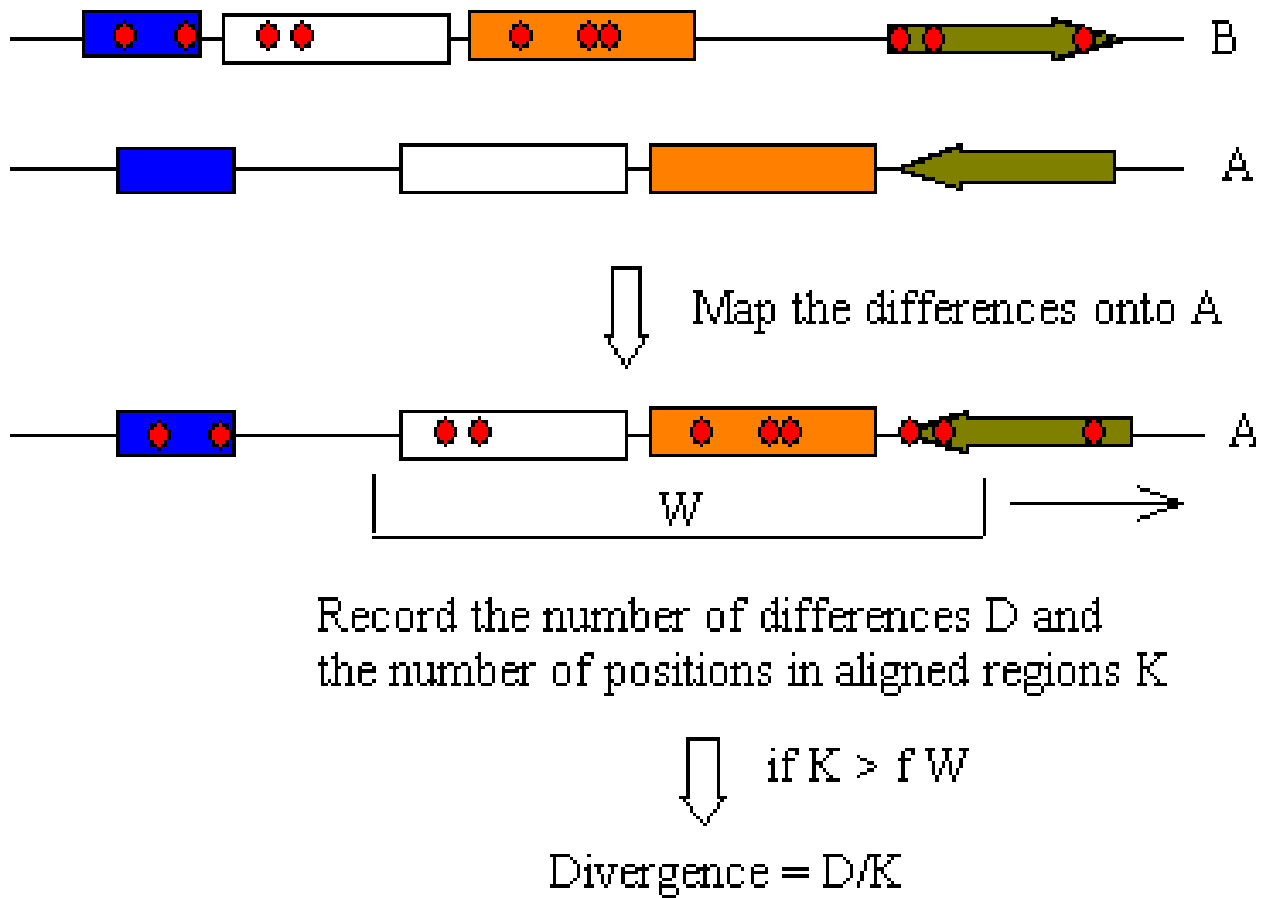 B
A
Map the differences onto A
A
W
Record the number of differences D and
the number of positions in aligned regions K
if K > f W
Divergence = D/K